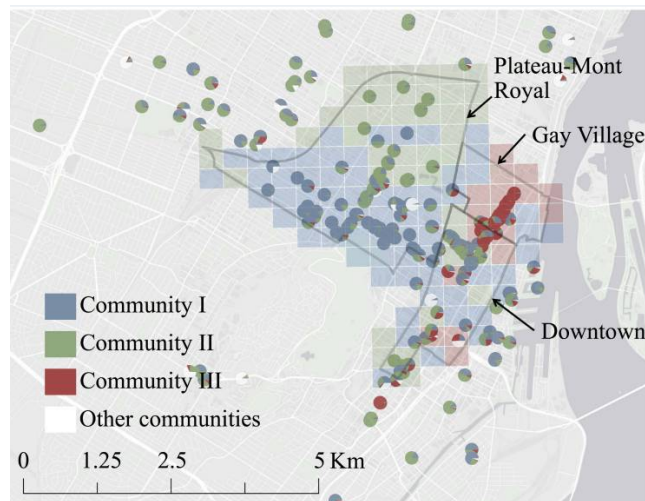 Plateau-Mont
Royal
Gay Village
Community I
Community II
Downtown
Community III
Other communities
0 1.25 2.5 5 Km